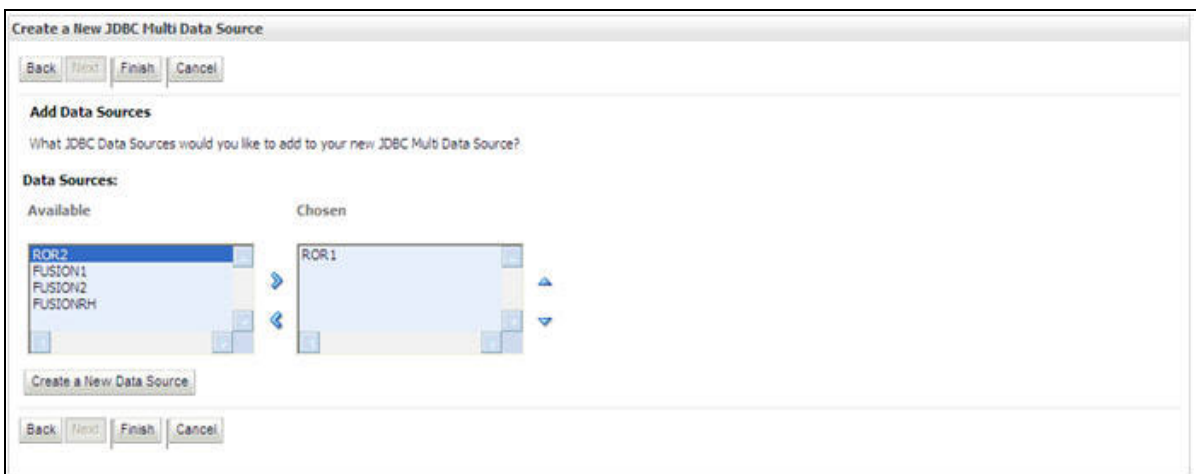 Create a New JDBC Multi Data Source
Back Next Finish Cancel
Add Data Sources
What JDBC Data Sources would you like to add to your new JDBC Multi Data Source?
Data Sources:
Available Chosen
ROR2 ROR1
FUSION1
FUSION2
FUSIONRH
Create a New Data Source
Back Next Finish Cancel